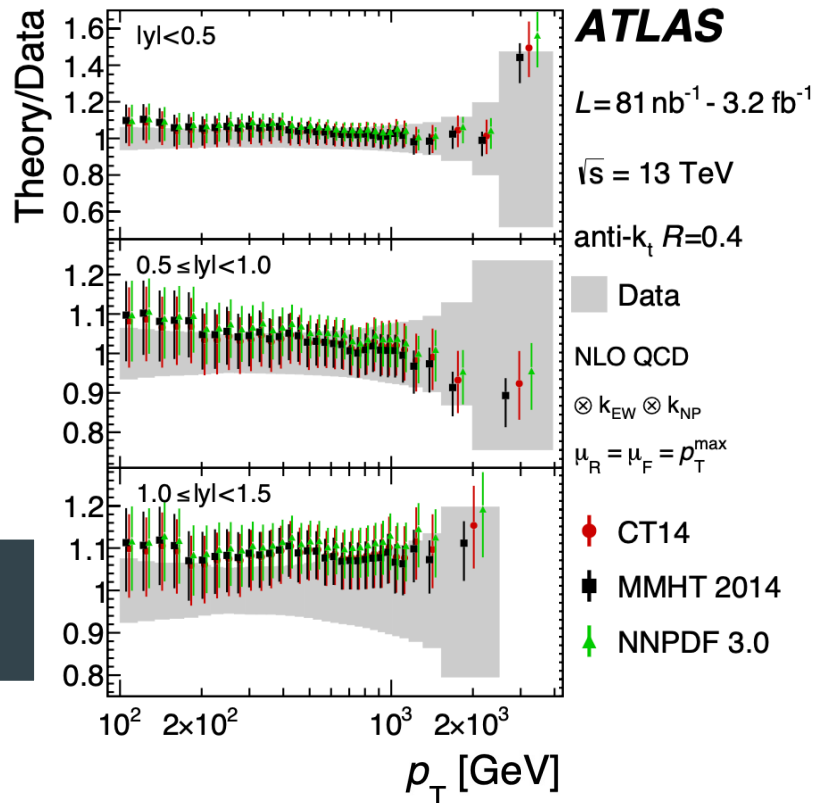 Theory/Data
1.6
1.4
1.2
1
0.8
0.6
|y|<0.5
1.2
1.1
1
0.9
0.8
0.5 ≤|y|<1.0
1.2
1.1
1
0.9
0.8
1.0 ≤|y|<1.5
10² 2×10² 10³ 2×10³
p_T [GeV]
ATLAS
L= 81 nb⁻¹ - 3.2 fb⁻¹
√s = 13 TeV
anti-k_t R=0.4
Data
NLO QCD
⊗ k_EW ⊗ k_NP
μ_R = μ_F = p_T^max
CT14
MMHT 2014
NNPDF 3.0